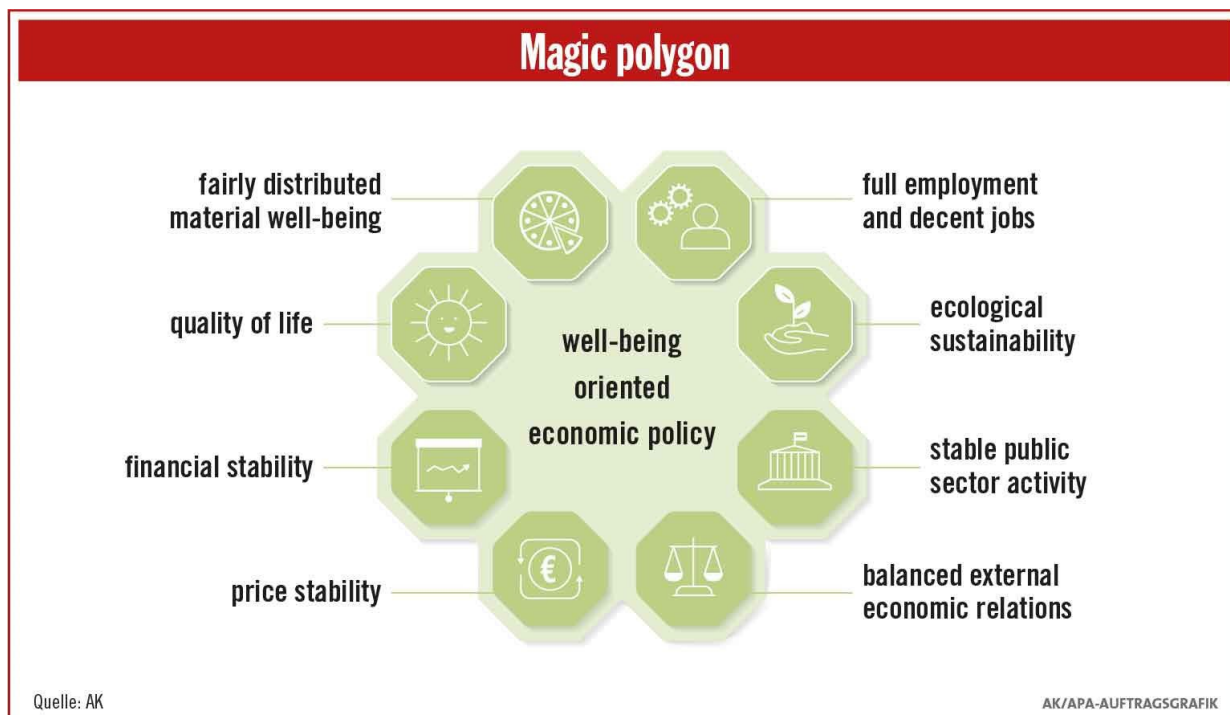 Magic polygon
fairly distributed
material well-being
full employment
and decent jobs
quality of life
ecological
sustainability
well-being
oriented
economic policy
financial stability
stable public
sector activity
€
price stability
balanced external
economic relations
Quelle: AK
AK/APA-AUFTRAGSGRAFIK